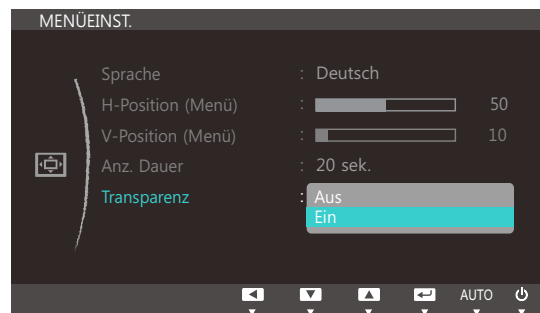 MENÜEINST.
Sprache : Deutsch
H-Position (Menü) : 50
V-Position (Menü) : 10
Anz. Dauer : 20 sek.
Transparenz : Aus
Ein
AUTO